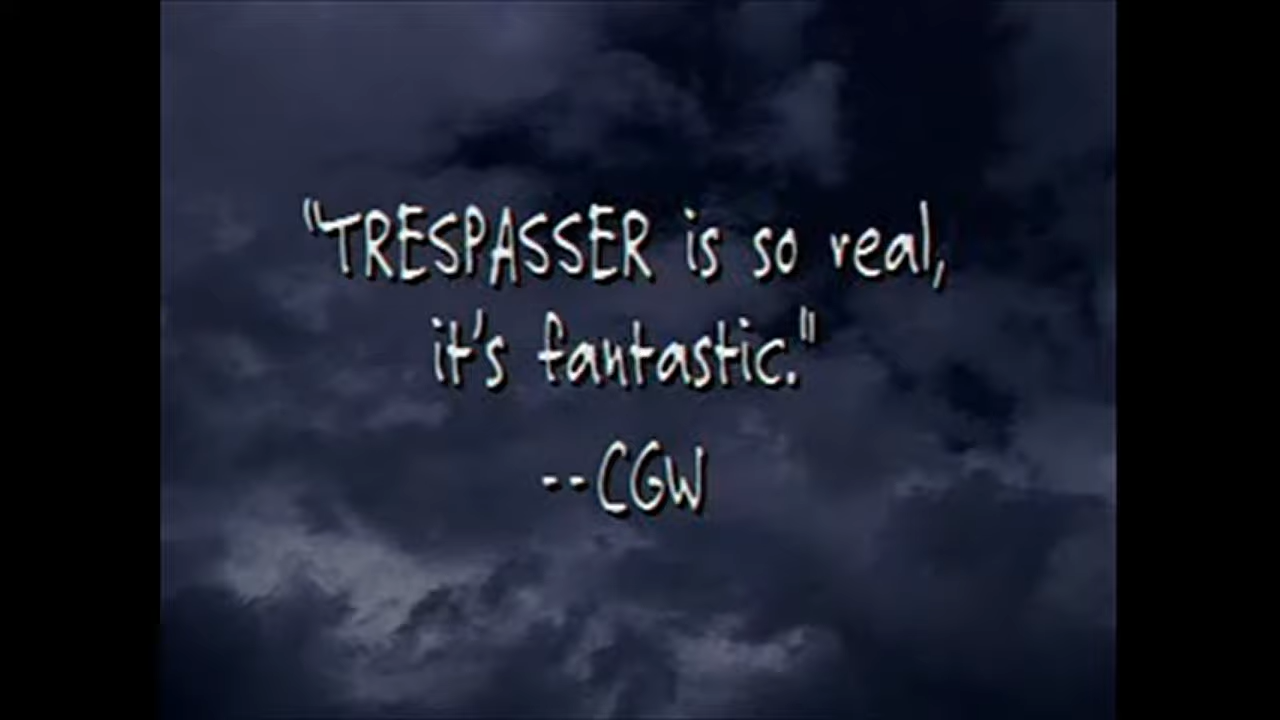 "TRESPASSER is so real,
it's fantastic."
--CGW